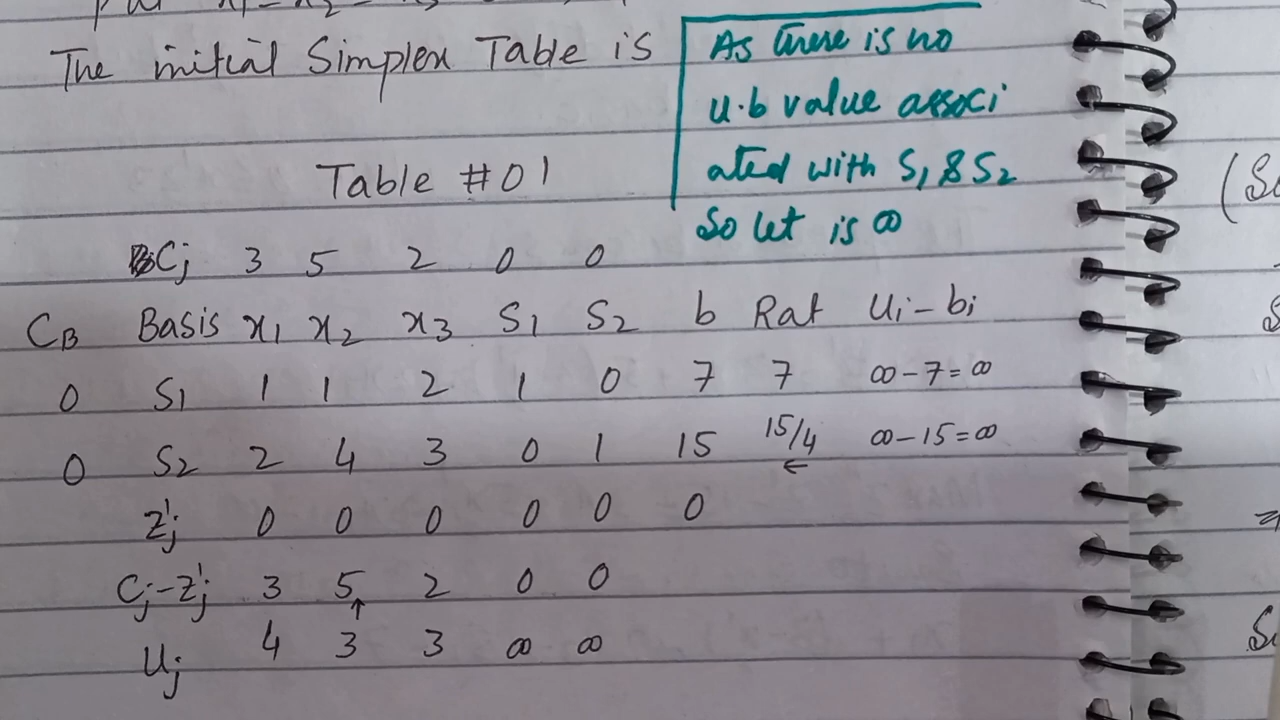 The initial Simplex Table is
As there is no
u.b value associ
ated with S1 & S2
So let is ∞
Table #01
Cj 3 5 2 0 0
CB Basis x1 x2 x3 S1 S2 b Rat Ui - bi
0 S1 1 1 2 1 0 7 7 ∞ - 7 = ∞
0 S2 2 4 3 0 1 15 15/4 ∞ - 15 = ∞
←
Z'j 0 0 0 0 0 0
Cj - Z'j 3 5 2 0 0
↑
Uj 4 3 3 ∞ ∞